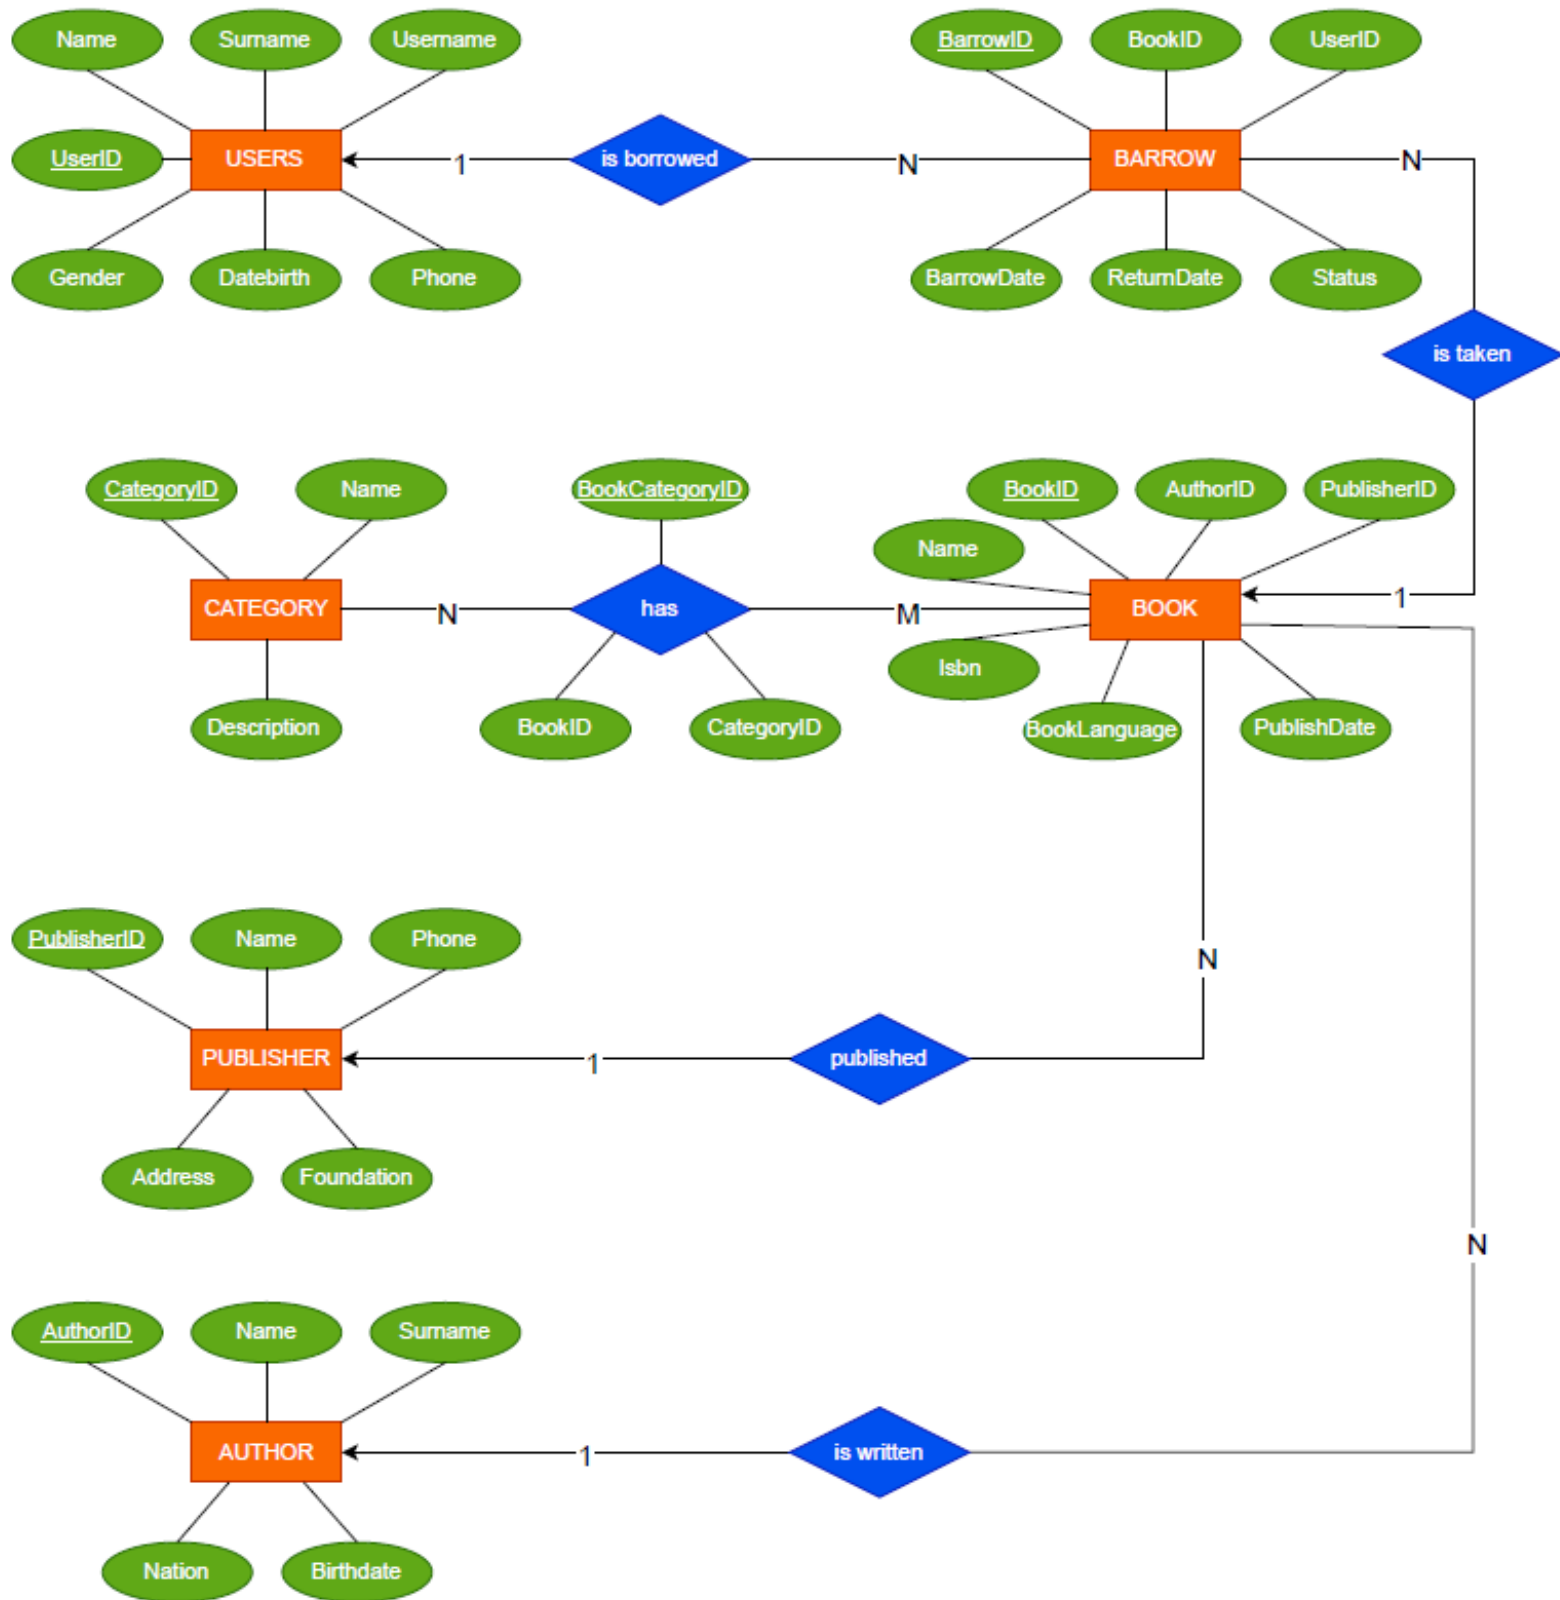 Name
Surname
Username
BarrowID
BookID
UserID
UserID
USERS
1
is borrowed
N
BARROW
N
Gender
Datebirth
Phone
BarrowDate
ReturnDate
Status
is taken
CategoryID
Name
BookCategoryID
BookID
AuthorID
PublisherID
Name
CATEGORY
N
has
M
BOOK
1
Isbn
Description
BookID
CategoryID
BookLanguage
PublishDate
PublisherID
Name
Phone
N
PUBLISHER
1
published
Address
Foundation
N
AuthorID
Name
Surname
AUTHOR
1
is written
Nation
Birthdate